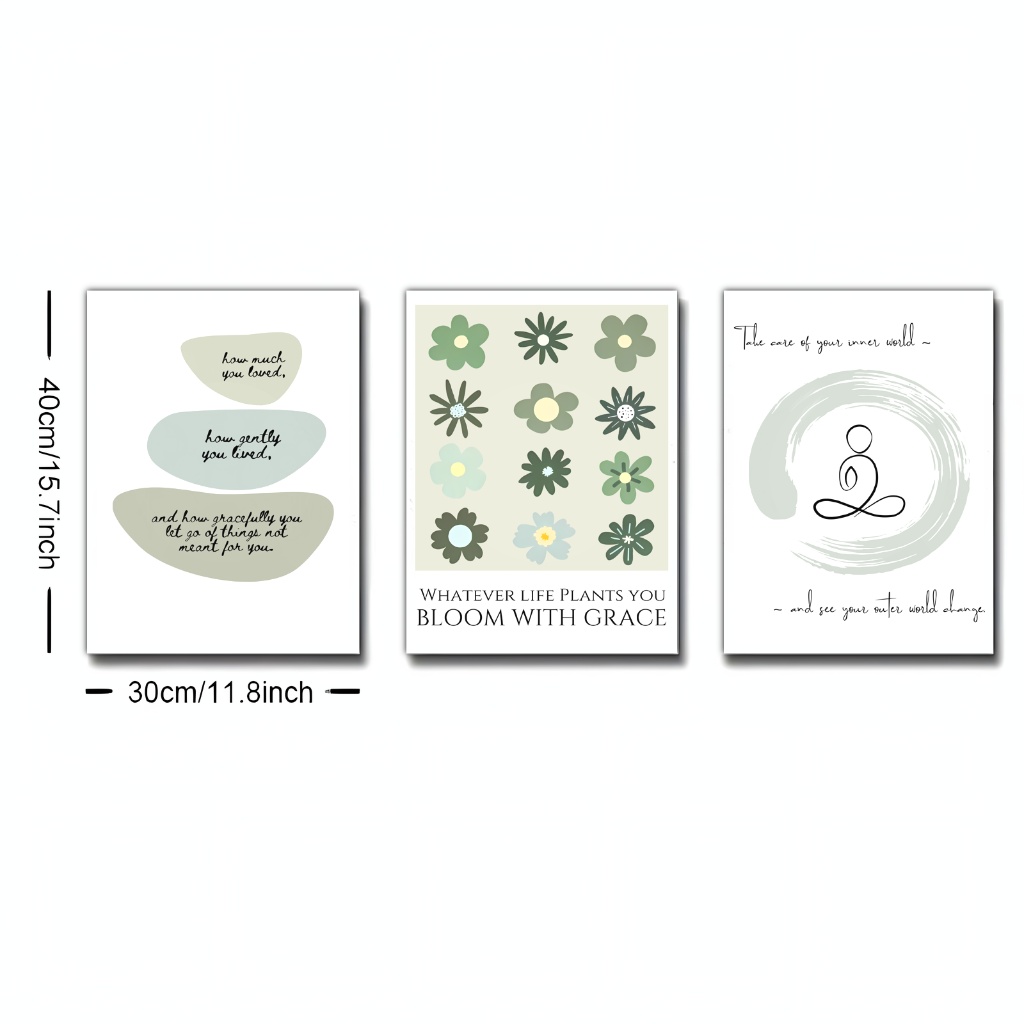 40cm/15.7inch
how much
you loved,
how gently
you lived,
and how gracefully you
let go of things not
meant for you.
30cm/11.8inch
WHATEVER LIFE PLANTS YOU
BLOOM WITH GRACE
Take care of your inner world ~
~ and see your outer world change.